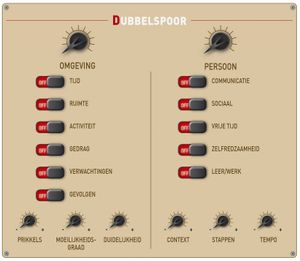 DUBBELSPOOR
OMGEVING
OFF TIJD
OFF RUIMTE
OFF ACTIVITEIT
OFF GEDRAG
OFF VERWACHTINGEN
OFF GEVOLGEN
PRIKKELS
MOEILIJKHEIDS-
GRAAD
DUIDELIJKHEID
PERSOON
OFF COMMUNICATIE
OFF SOCIAAL
OFF VRIJE TIJD
OFF ZELFREDZAAMHEID
OFF LEER/WERK
CONTEXT
STAPPEN
TEMPO